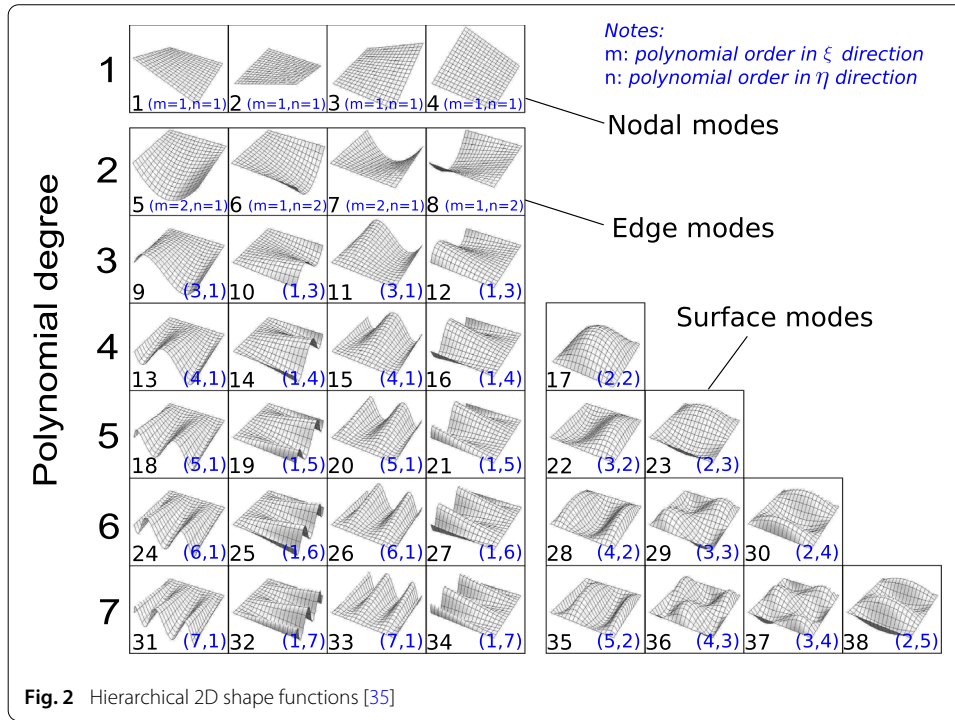 Notes:
m: polynomial order in ξ direction
n: polynomial order in η direction
Polynomial degree
1
1 (m=1,n=1) 2 (m=1,n=1) 3 (m=1,n=1) 4 (m=1,n=1)
Nodal modes
2
5 (m=2,n=1) 6 (m=1,n=2) 7 (m=2,n=1) 8 (m=1,n=2)
Edge modes
3
9 (3,1) 10 (1,3) 11 (3,1) 12 (1,3)
Surface modes
4
13 (4,1) 14 (1,4) 15 (4,1) 16 (1,4) 17 (2,2)
5
18 (5,1) 19 (1,5) 20 (5,1) 21 (1,5) 22 (3,2) 23 (2,3)
6
24 (6,1) 25 (1,6) 26 (6,1) 27 (1,6) 28 (4,2) 29 (3,3) 30 (2,4)
7
31 (7,1) 32 (1,7) 33 (7,1) 34 (1,7) 35 (5,2) 36 (4,3) 37 (3,4) 38 (2,5)
Fig. 2 Hierarchical 2D shape functions [35]